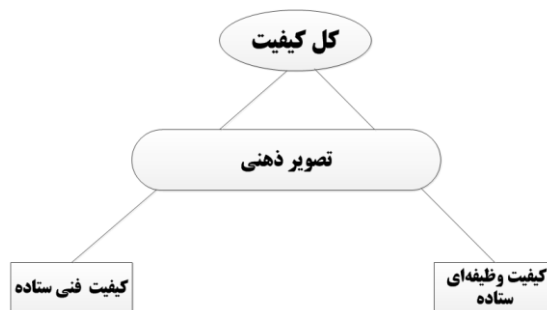 کل کیفیت
تصویر ذهنی
کیفیت وظیفه‌ای
ستاده
کیفیت فنی ستاده